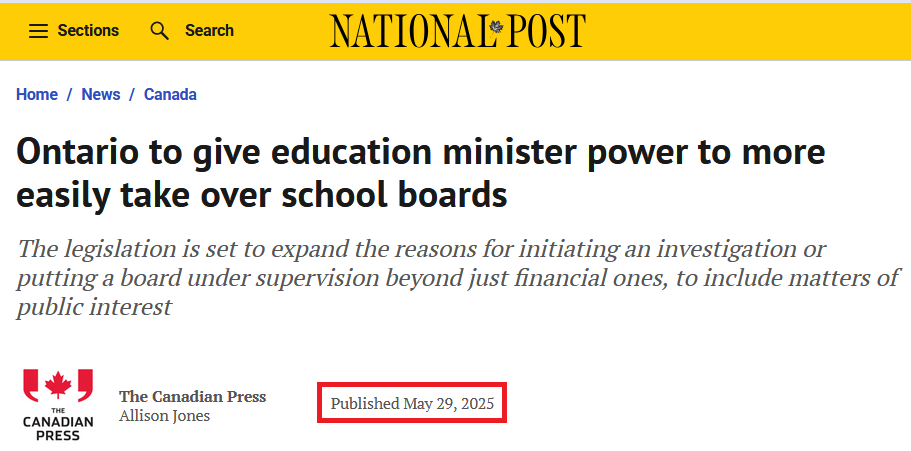 Sections Search NATIONAL POST
Home / News / Canada
Ontario to give education minister power to more
easily take over school boards
The legislation is set to expand the reasons for initiating an investigation or
putting a board under supervision beyond just financial ones, to include matters of
public interest
THE
CANADIAN
PRESS
The Canadian Press
Allison Jones
Published May 29, 2025